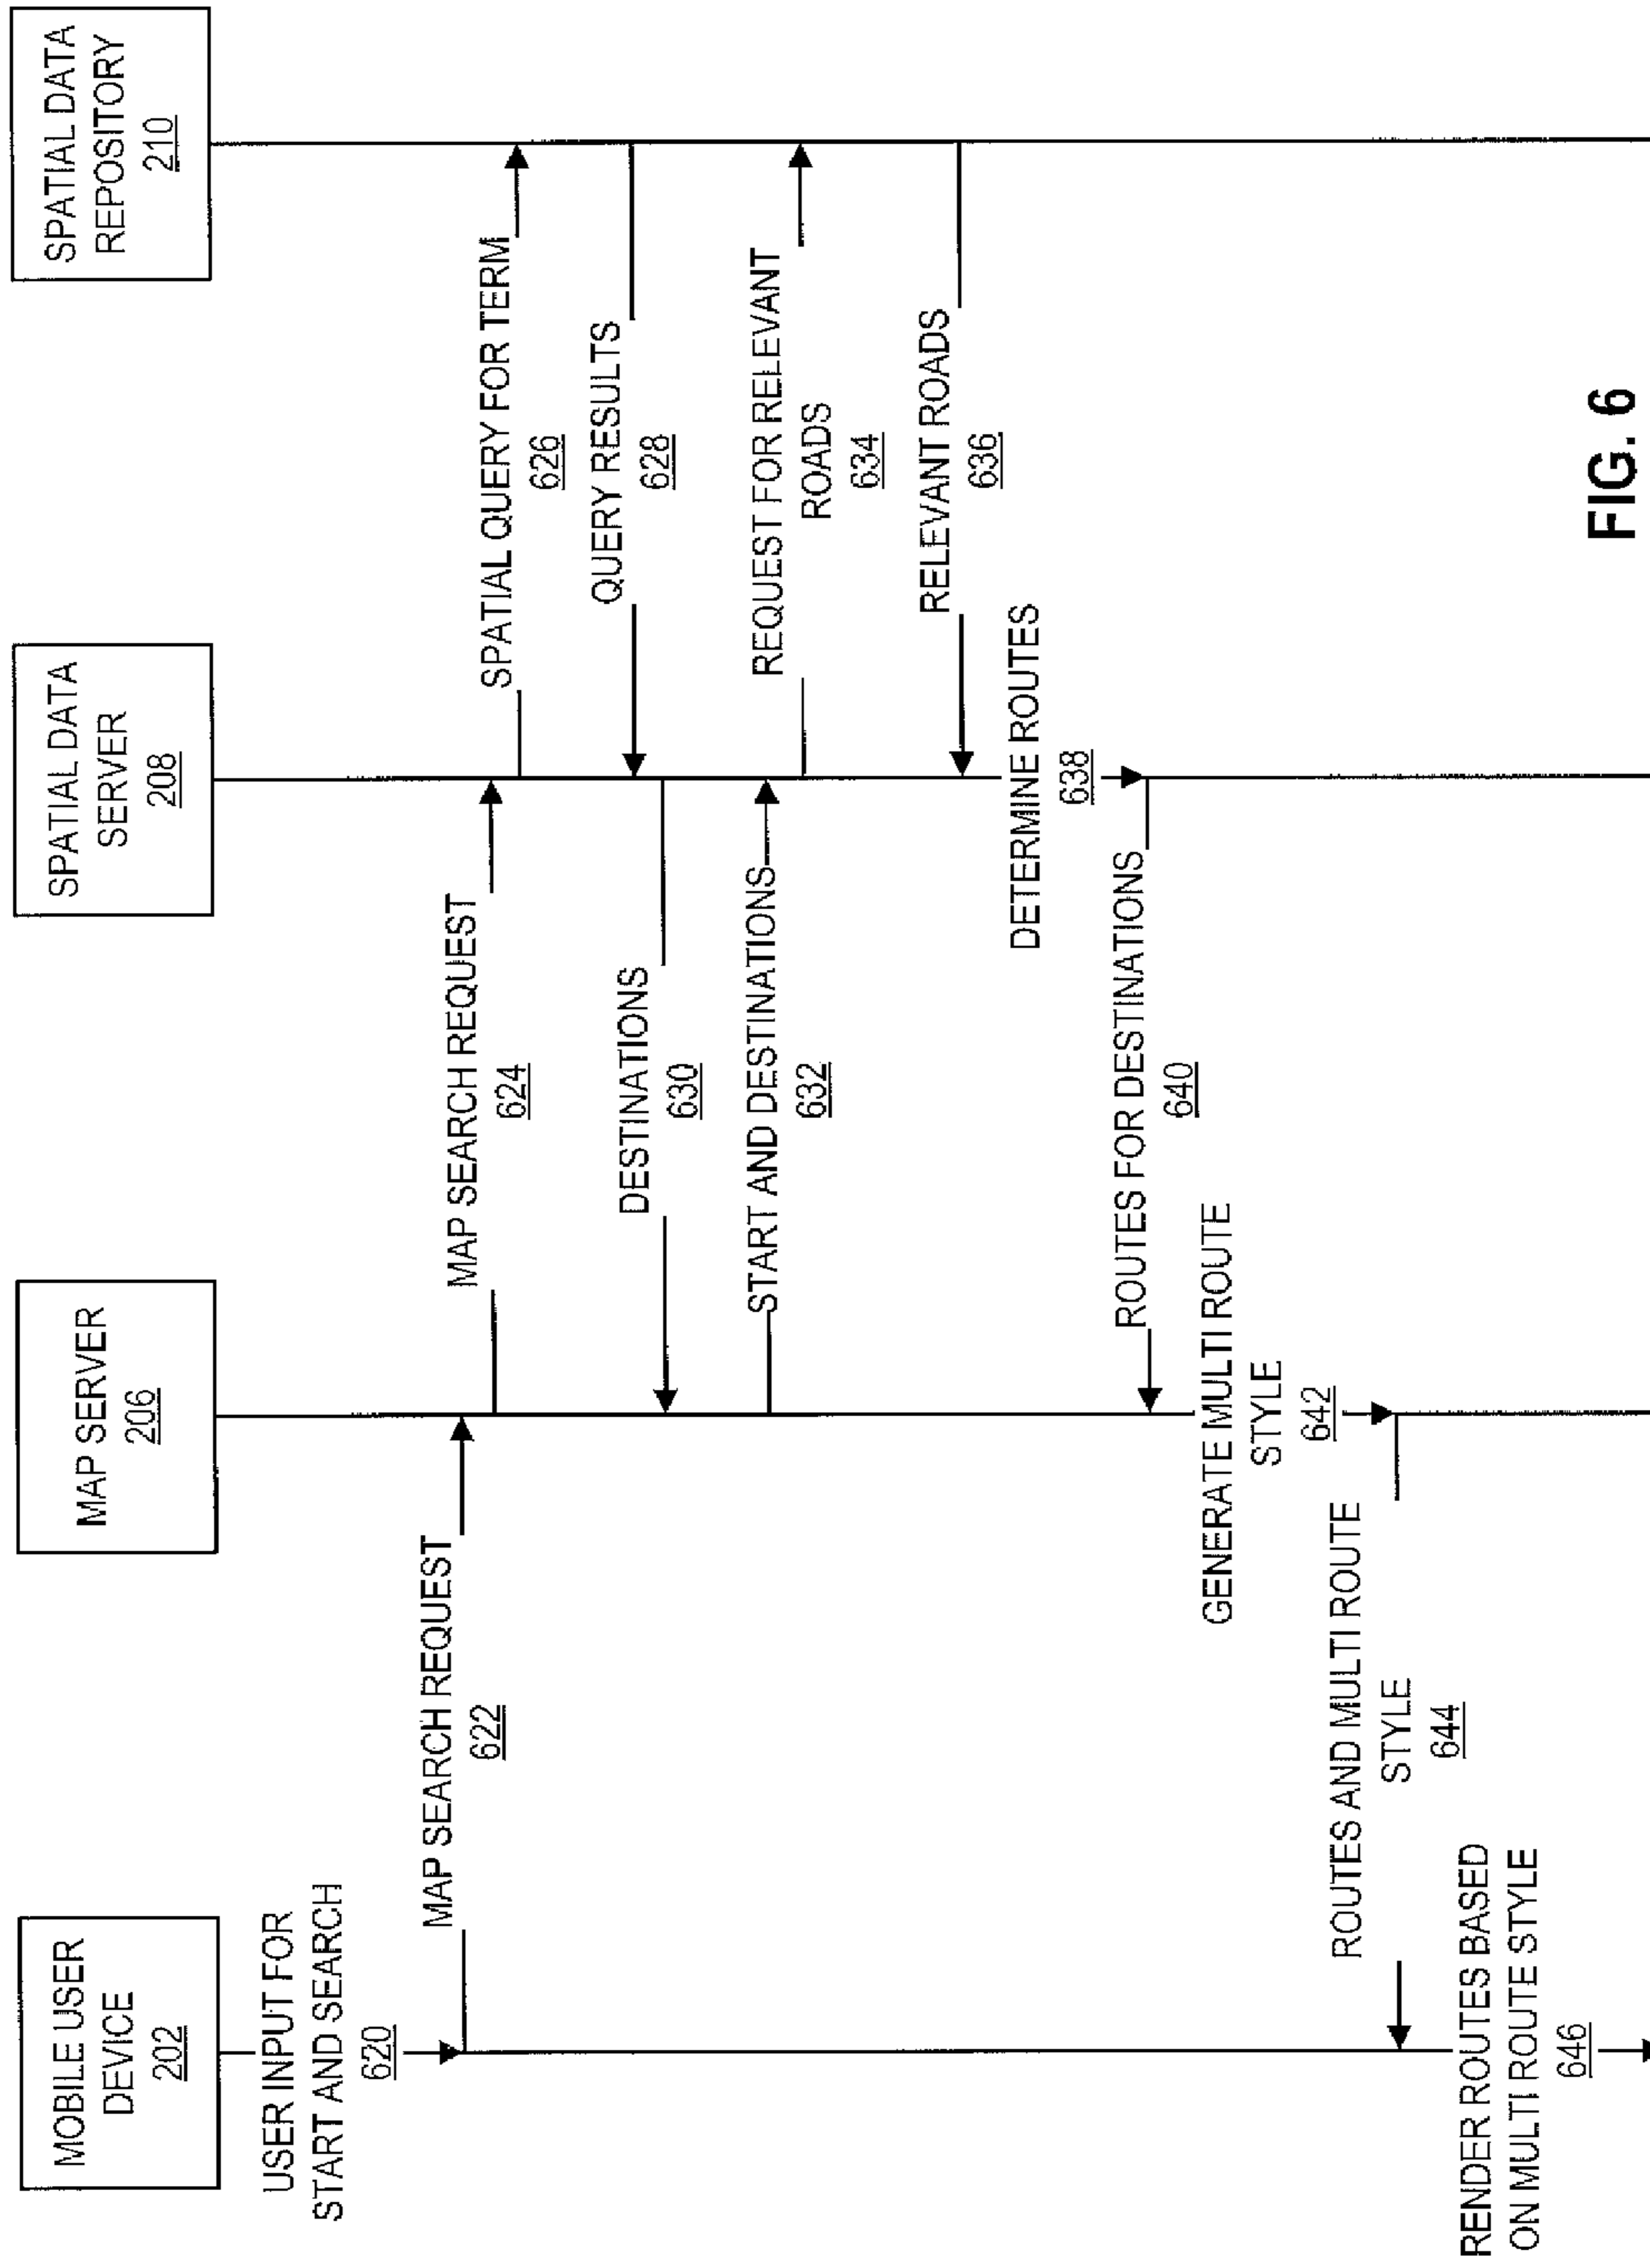 MOBILE USER
DEVICE
202
MAP SERVER
206
SPATIAL DATA
SERVER
208
SPATIAL DATA
REPOSITORY
210
USER INPUT FOR
START AND SEARCH
620
MAP SEARCH REQUEST
622
MAP SEARCH REQUEST
624
SPATIAL QUERY FOR TERM
626
QUERY RESULTS
628
DESTINATIONS
630
START AND DESTINATIONS
632
REQUEST FOR RELEVANT
ROADS
634
RELEVANT ROADS
636
DETERMINE ROUTES
638
ROUTES FOR DESTINATIONS
640
GENERATE MULTI ROUTE
STYLE
642
ROUTES AND MULTI ROUTE
STYLE
644
RENDER ROUTES BASED
ON MULTI ROUTE STYLE
646
FIG. 6